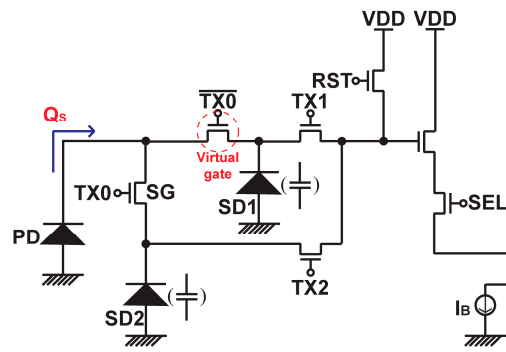 VDD VDD
RST
TX0 TX1
Qs
Virtual
gate
TX0 SG
SD1
SEL
PD
TX2
SD2
IB